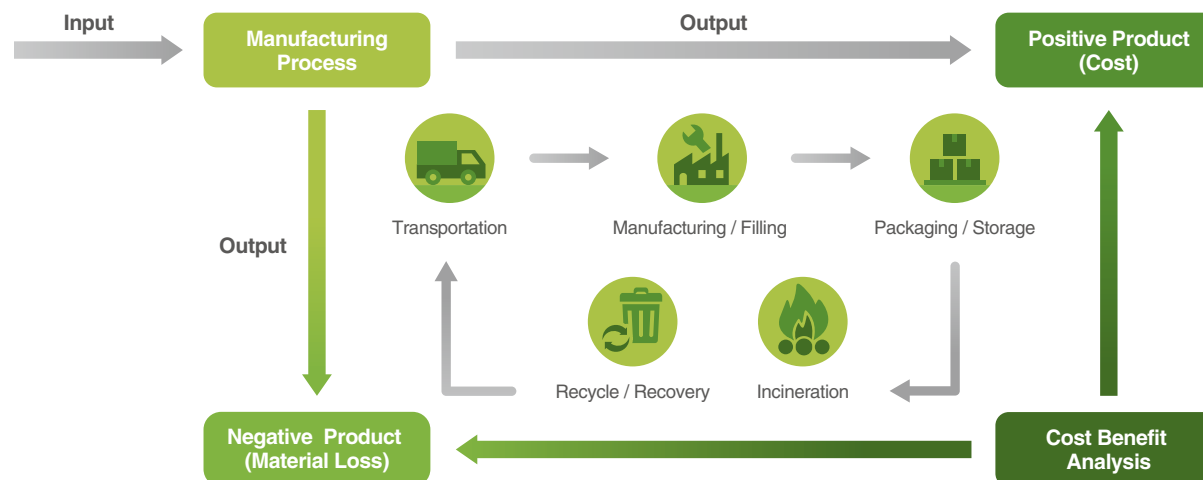 Input
Manufacturing
Process
Output
Positive Product
(Cost)
Transportation
Manufacturing / Filling
Packaging / Storage
Output
Recycle / Recovery
Incineration
Negative Product
(Material Loss)
Cost Benefit
Analysis